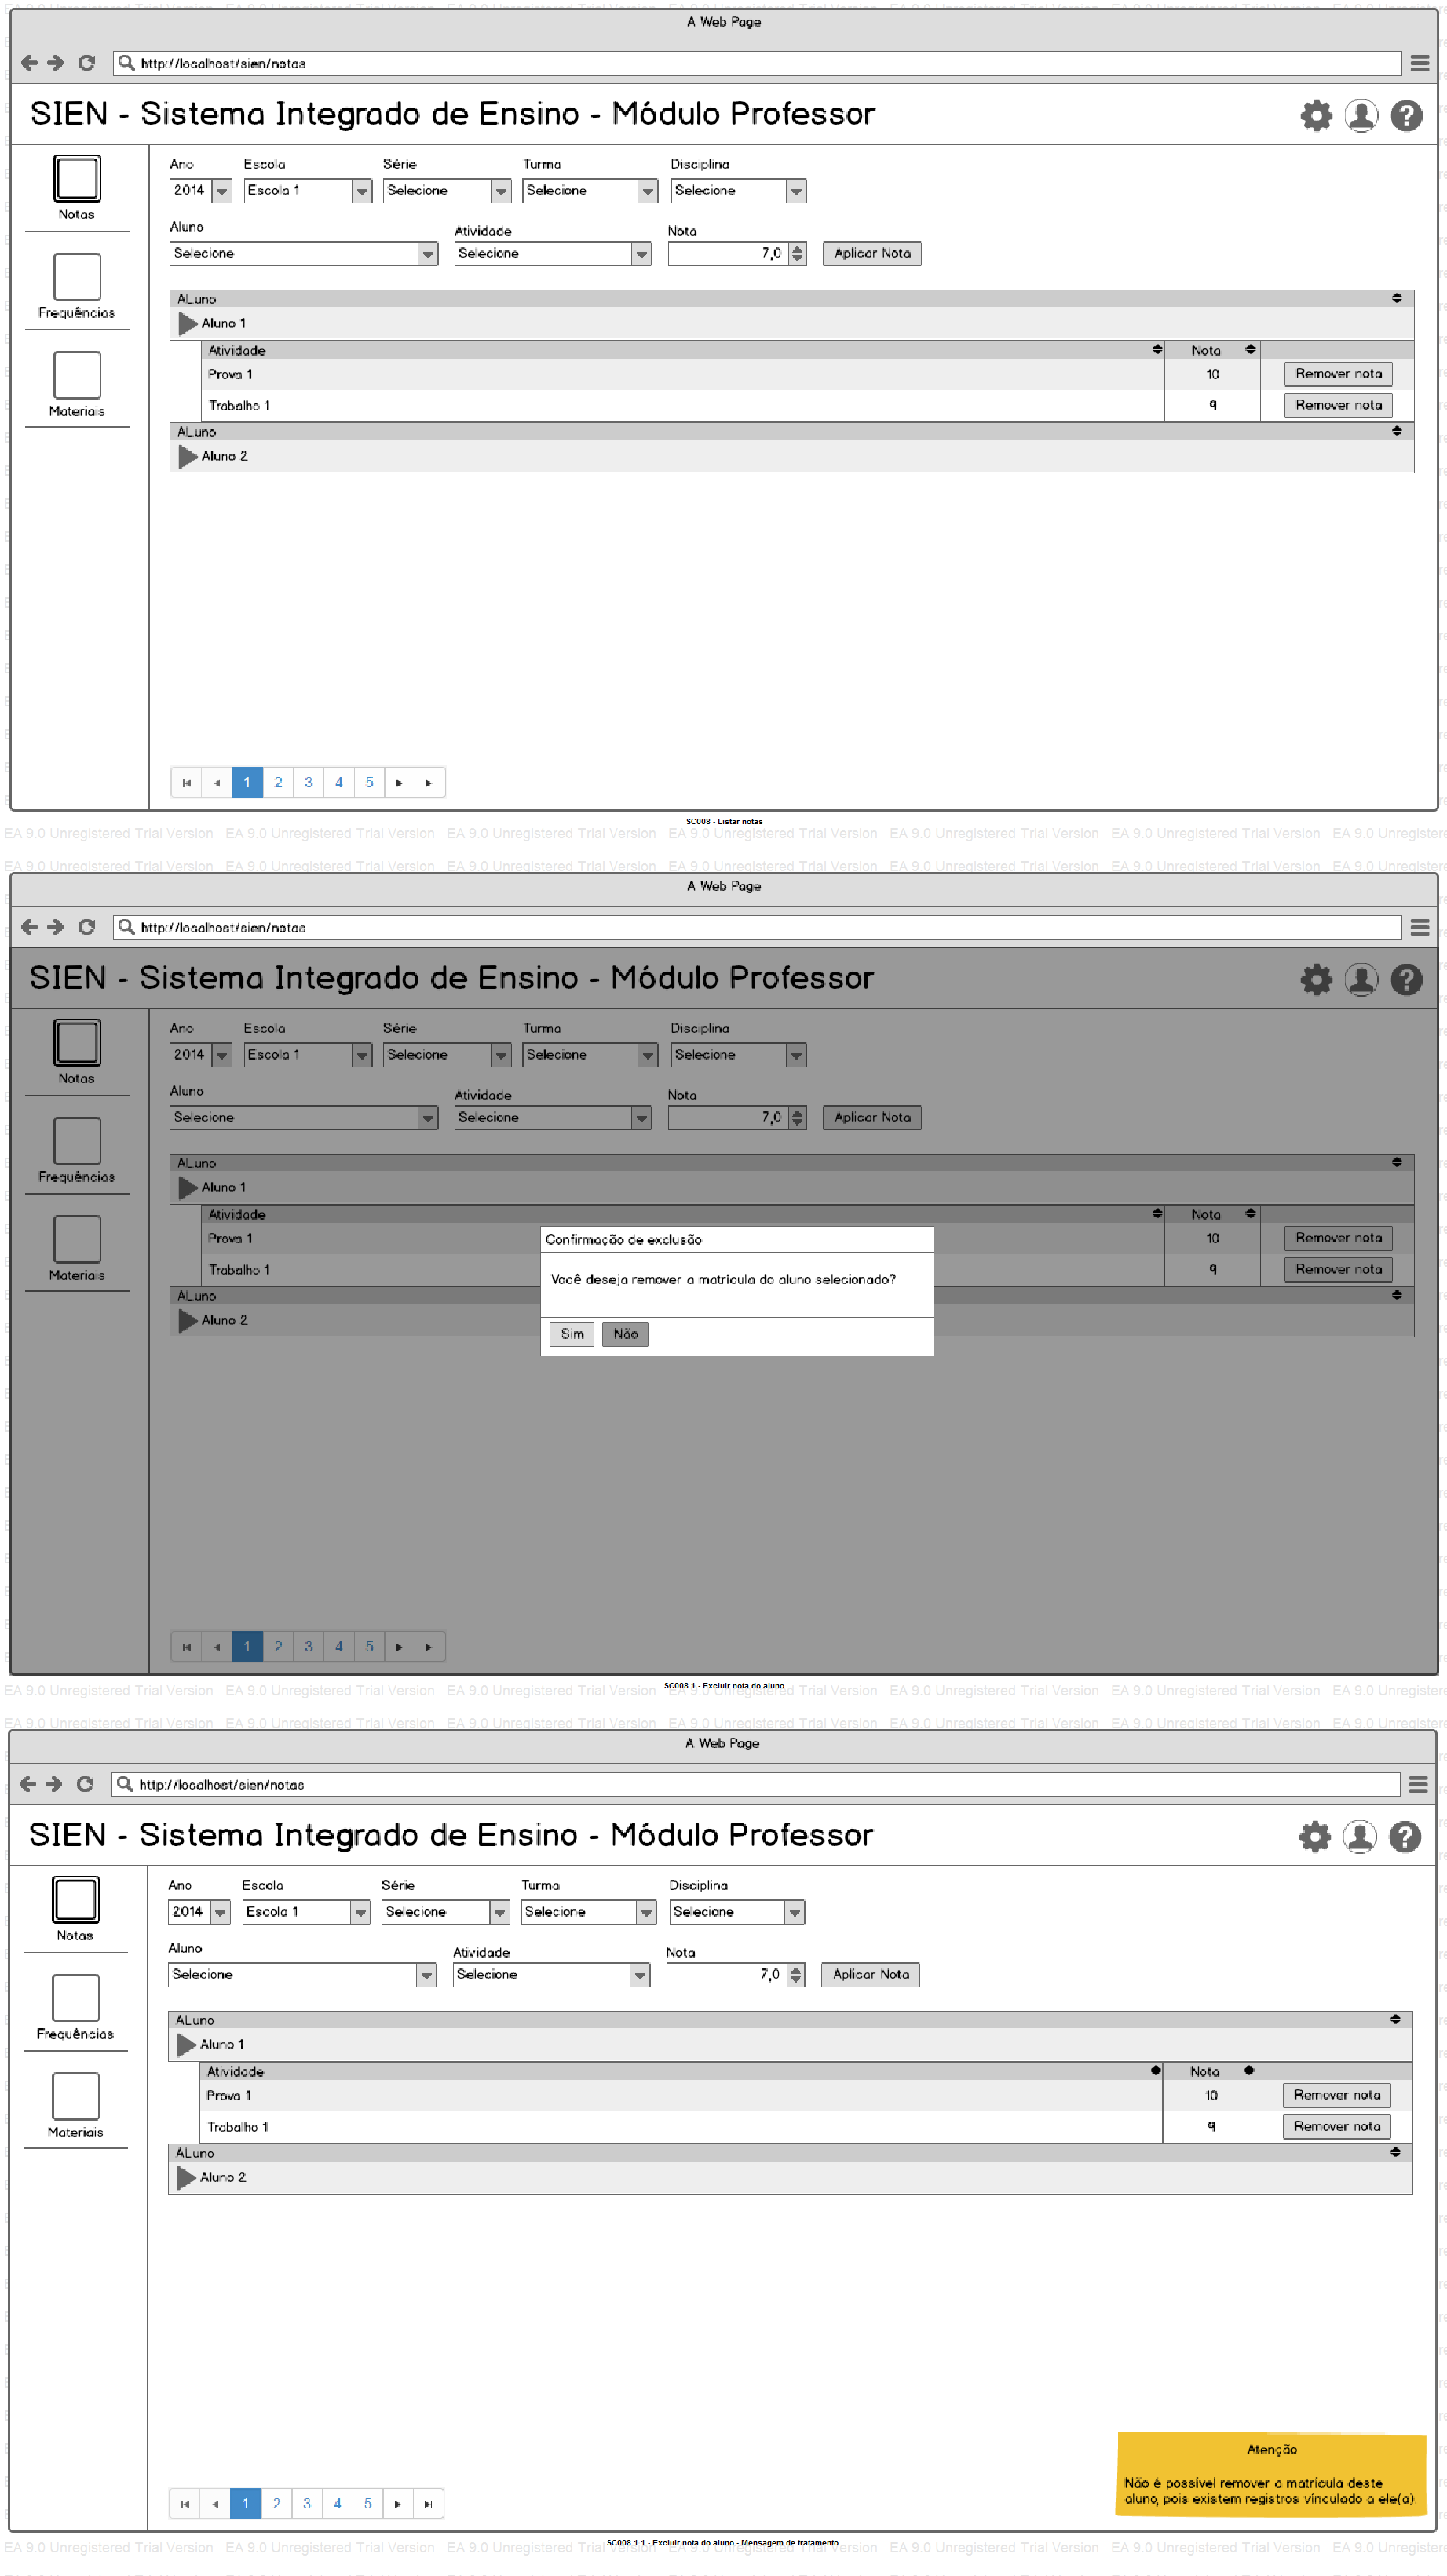 A Web Page
http://localhost/sien/notas
SIEN - Sistema Integrado de Ensino - Módulo Professor
Notas
Frequências
Materiais
Ano Escola Série Turma Disciplina
2014 Escola 1 Selecione Selecione Selecione
Aluno Atividade Nota
Selecione Selecione 7,0 Aplicar Nota
ALuno
Aluno 1
Atividade Nota
Prova 1 10 Remover nota
Trabalho 1 9 Remover nota
ALuno
Aluno 2
1 2 3 4 5
SC008 - Listar notas
EA 9.0 Unregistered Trial Version EA 9.0 Unregistered Trial Version EA 9.0 Unregistered Trial Version EA 9.0 Unregistered Trial Version EA 9.0 Unregistered Trial Version EA 9.0 Unregistered Trial Version EA 9.0 Unregistere
EA 9.0 Unregistered Trial Version EA 9.0 Unregistered Trial Version EA 9.0 Unregistered Trial Version EA 9.0 Unregistered Trial Version EA 9.0 Unregistered Trial Version EA 9.0 Unregistered Trial Version EA 9.0 Unregistere
A Web Page
http://localhost/sien/notas
SIEN - Sistema Integrado de Ensino - Módulo Professor
Notas
Frequências
Materiais
Ano Escola Série Turma Disciplina
2014 Escola 1 Selecione Selecione Selecione
Aluno Atividade Nota
Selecione Selecione 7,0 Aplicar Nota
ALuno
Aluno 1
Atividade Nota
Prova 1 10 Remover nota
Trabalho 1 9 Remover nota
ALuno
Aluno 2
Confirmação de exclusão
Você deseja remover a matrícula do aluno selecionado?
Sim Não
1 2 3 4 5
SC008.1 - Excluir nota do aluno
EA 9.0 Unregistered Trial Version EA 9.0 Unregistered Trial Version EA 9.0 Unregistered Trial Version EA 9.0 Unregistered Trial Version EA 9.0 Unregistered Trial Version EA 9.0 Unregistered Trial Version EA 9.0 Unregistere
EA 9.0 Unregistered Trial Version EA 9.0 Unregistered Trial Version EA 9.0 Unregistered Trial Version EA 9.0 Unregistered Trial Version EA 9.0 Unregistered Trial Version EA 9.0 Unregistered Trial Version EA 9.0 Unregistere
A Web Page
http://localhost/sien/notas
SIEN - Sistema Integrado de Ensino - Módulo Professor
Notas
Frequências
Materiais
Ano Escola Série Turma Disciplina
2014 Escola 1 Selecione Selecione Selecione
Aluno Atividade Nota
Selecione Selecione 7,0 Aplicar Nota
ALuno
Aluno 1
Atividade Nota
Prova 1 10 Remover nota
Trabalho 1 9 Remover nota
ALuno
Aluno 2
Atenção
Não é possível remover a matrícula deste
aluno, pois existem registros vínculado a ele(a).
1 2 3 4 5
SC008.1.1 - Excluir nota do aluno - Mensagem de tratamento
EA 9.0 Unregistered Trial Version EA 9.0 Unregistered Trial Version EA 9.0 Unregistered Trial Version EA 9.0 Unregistered Trial Version EA 9.0 Unregistered Trial Version EA 9.0 Unregistere